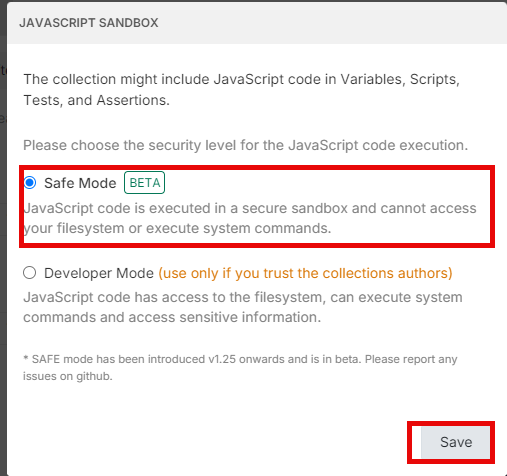 JAVASCRIPT SANDBOX
The collection might include JavaScript code in Variables, Scripts,
Tests, and Assertions.
Please choose the security level for the JavaScript code execution.
Safe Mode BETA
JavaScript code is executed in a secure sandbox and cannot access
your filesystem or execute system commands.
Developer Mode (use only if you trust the collections authors)
JavaScript code has access to the filesystem, can execute system
commands and access sensitive information.
* SAFE mode has been introduced v1.25 onwards and is in beta. Please report any
issues on github.
Save